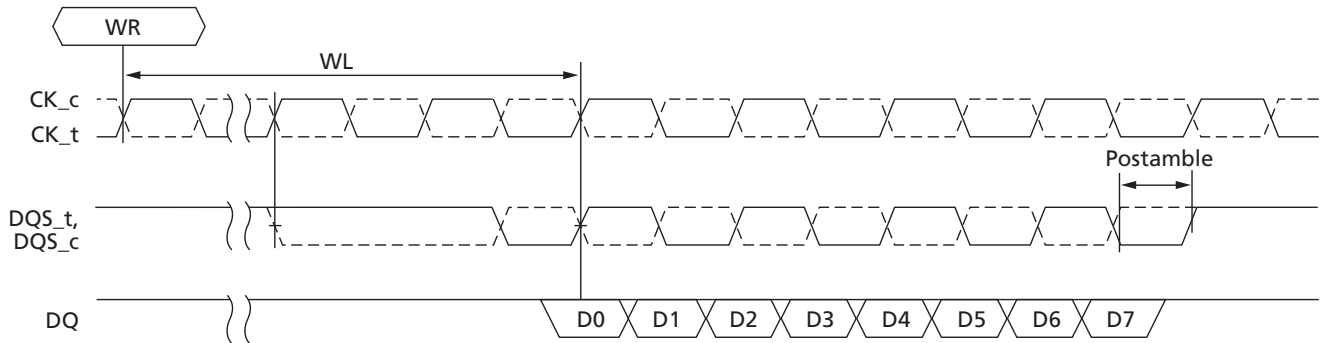 WR
WL
CK_c
CK_t
Postamble
DQS_t,
DQS_c
DQ
D0 D1 D2 D3 D4 D5 D6 D7